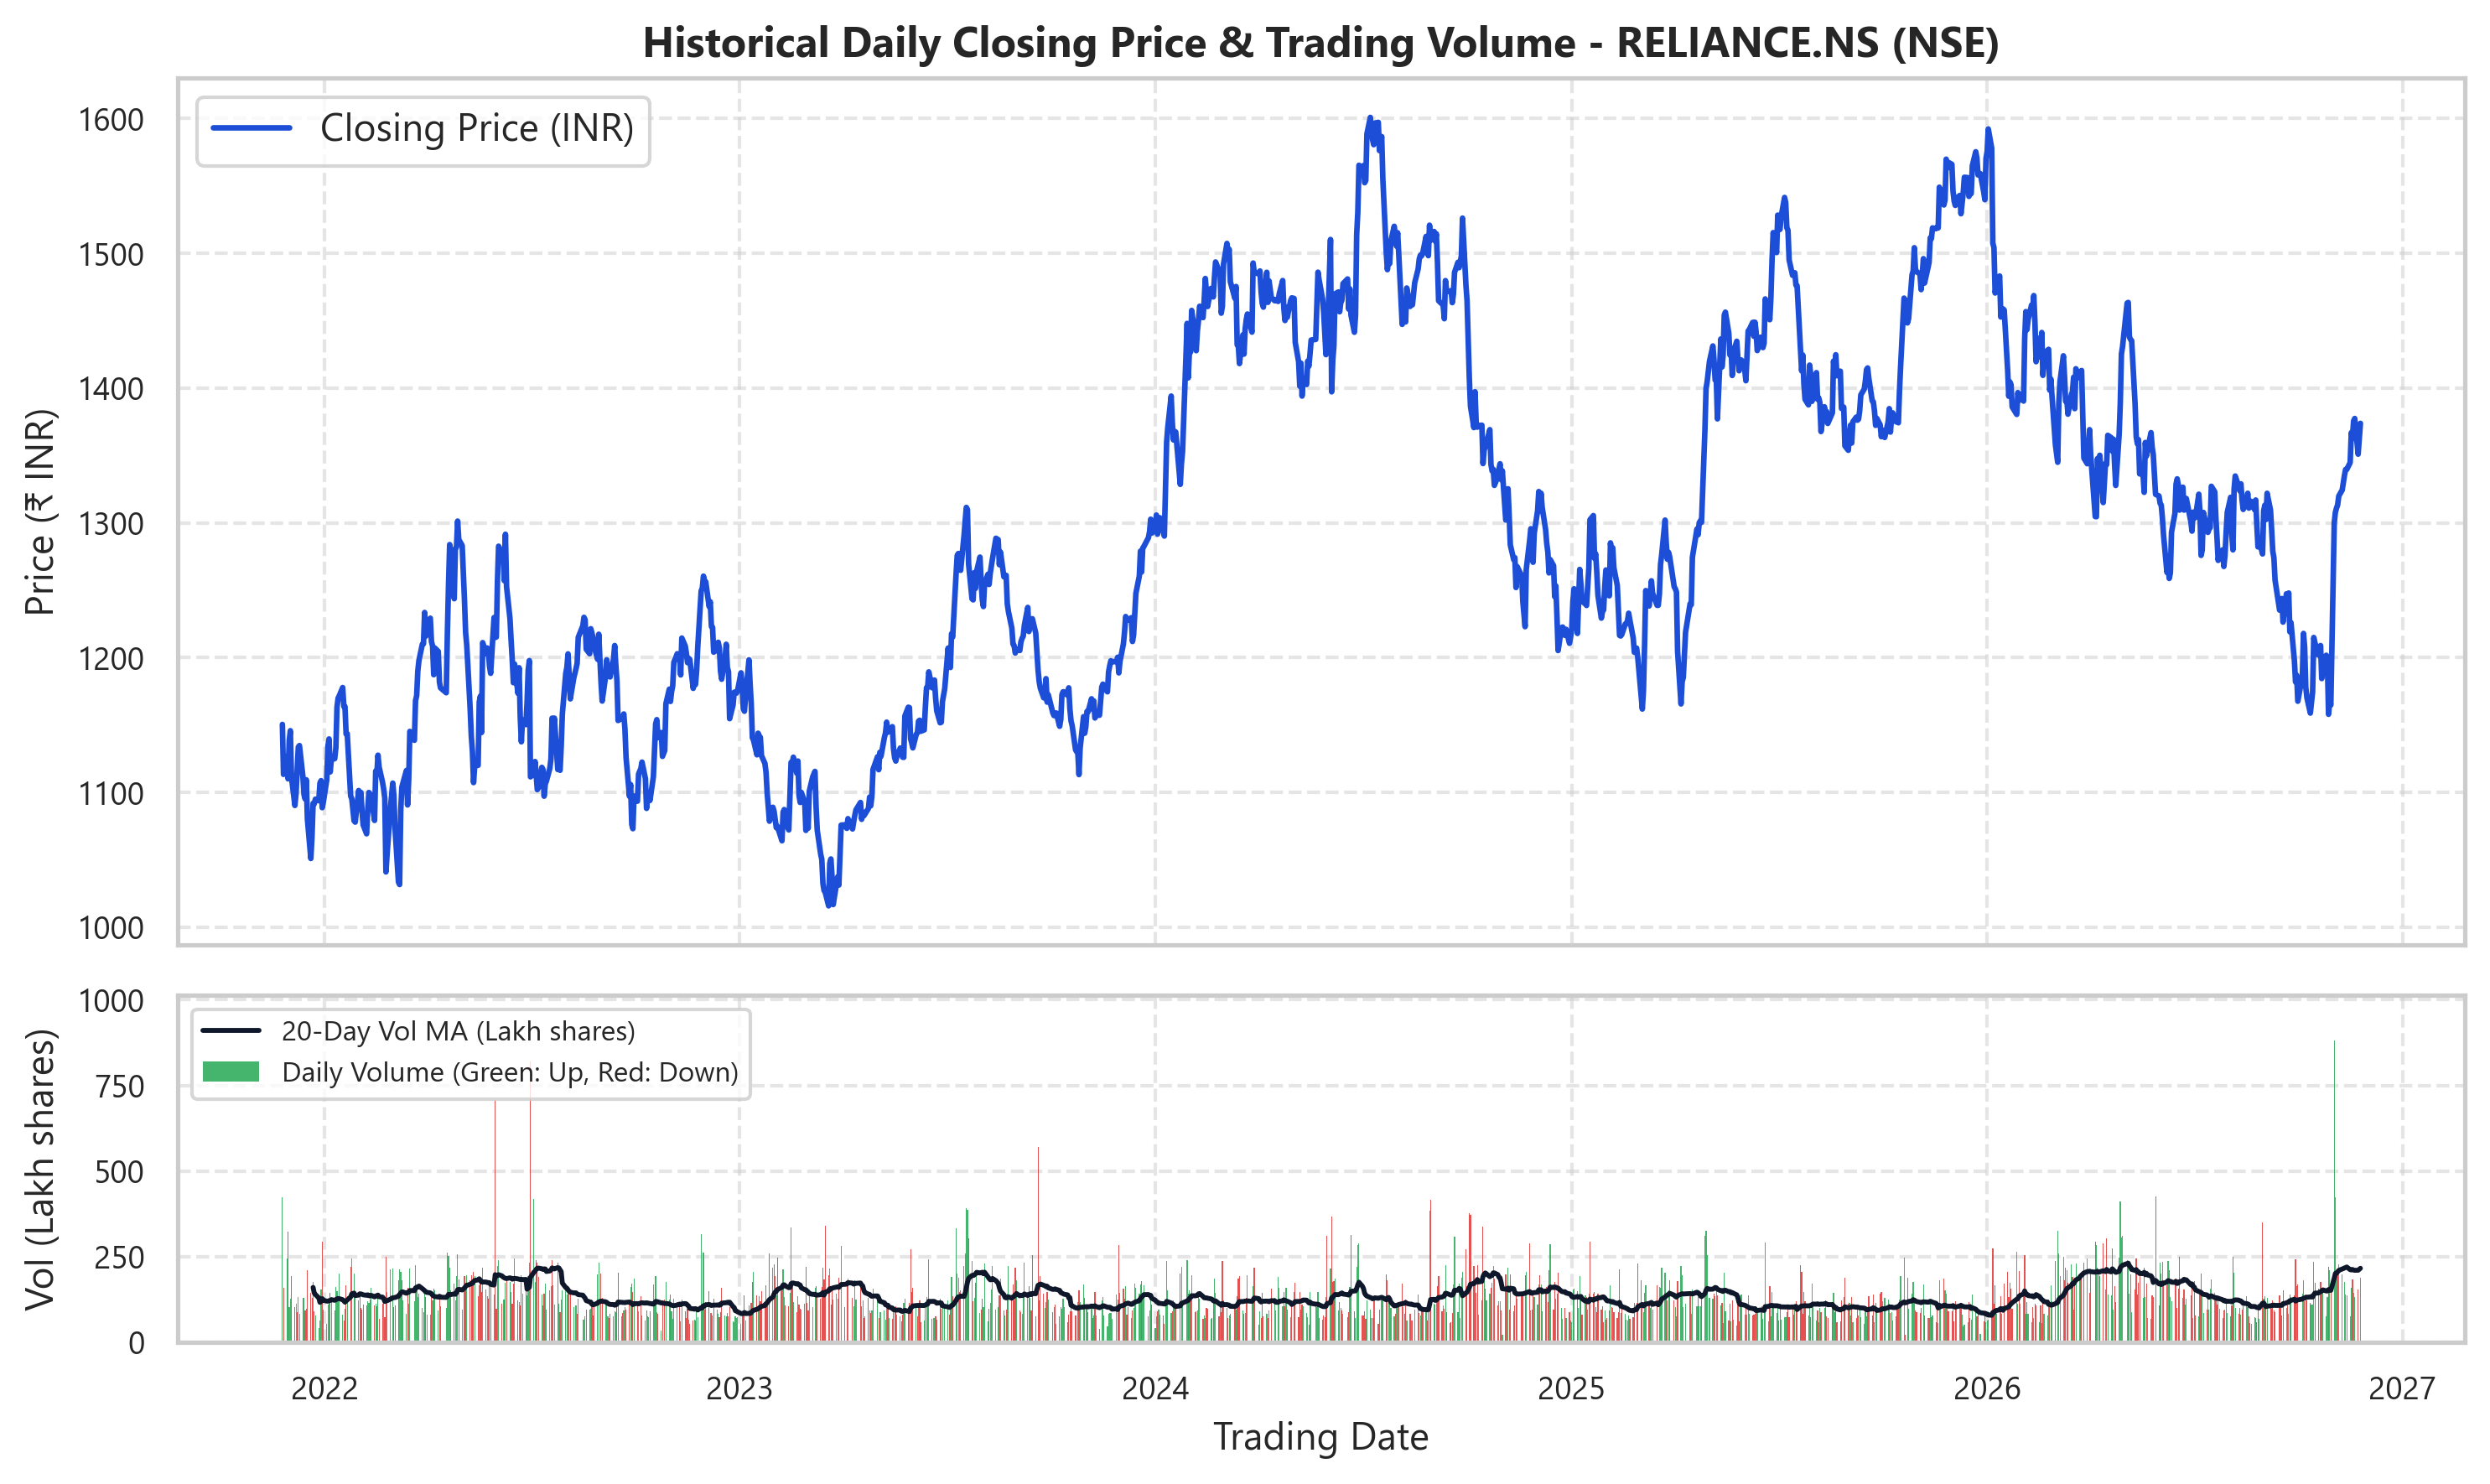 Historical Daily Closing Price & Trading Volume - RELIANCE.NS (NSE)
Closing Price (INR)
Price (₹ INR)
1600
1500
1400
1300
1200
1100
1000
20-Day Vol MA (Lakh shares)
Daily Volume (Green: Up, Red: Down)
Vol (Lakh shares)
1000
750
500
250
0
2022 2023 2024 2025 2026 2027
Trading Date